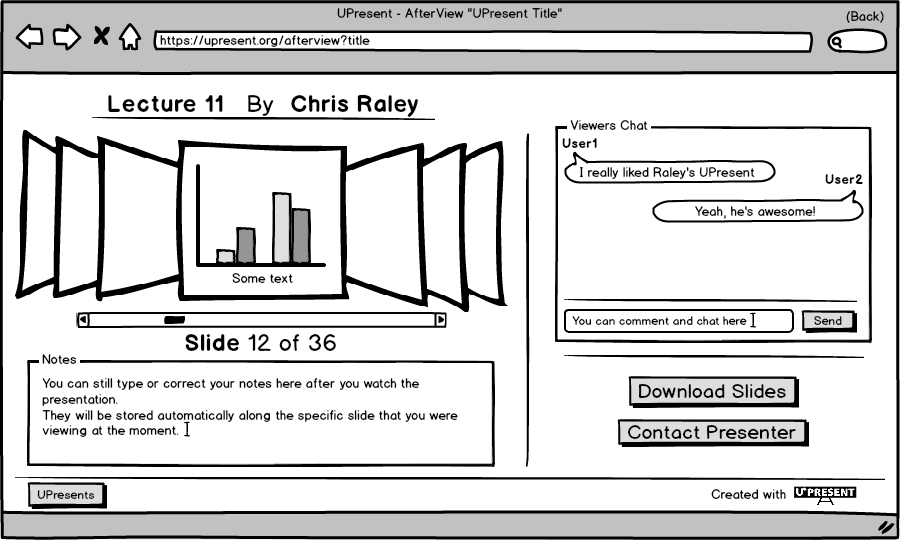 UPresent - AfterView "UPresent Title"
(Back)
https://upresent.org/afterview?title
Lecture 11 By Chris Raley
Some text
Slide 12 of 36
Notes
You can still type or correct your notes here after you watch the
presentation.
They will be stored automatically along the specific slide that you were
viewing at the moment.
Viewers Chat
User1
I really liked Raley's UPresent
User2
Yeah, he's awesome!
You can comment and chat here
Send
Download Slides
Contact Presenter
UPresents
Created with UPRESENT